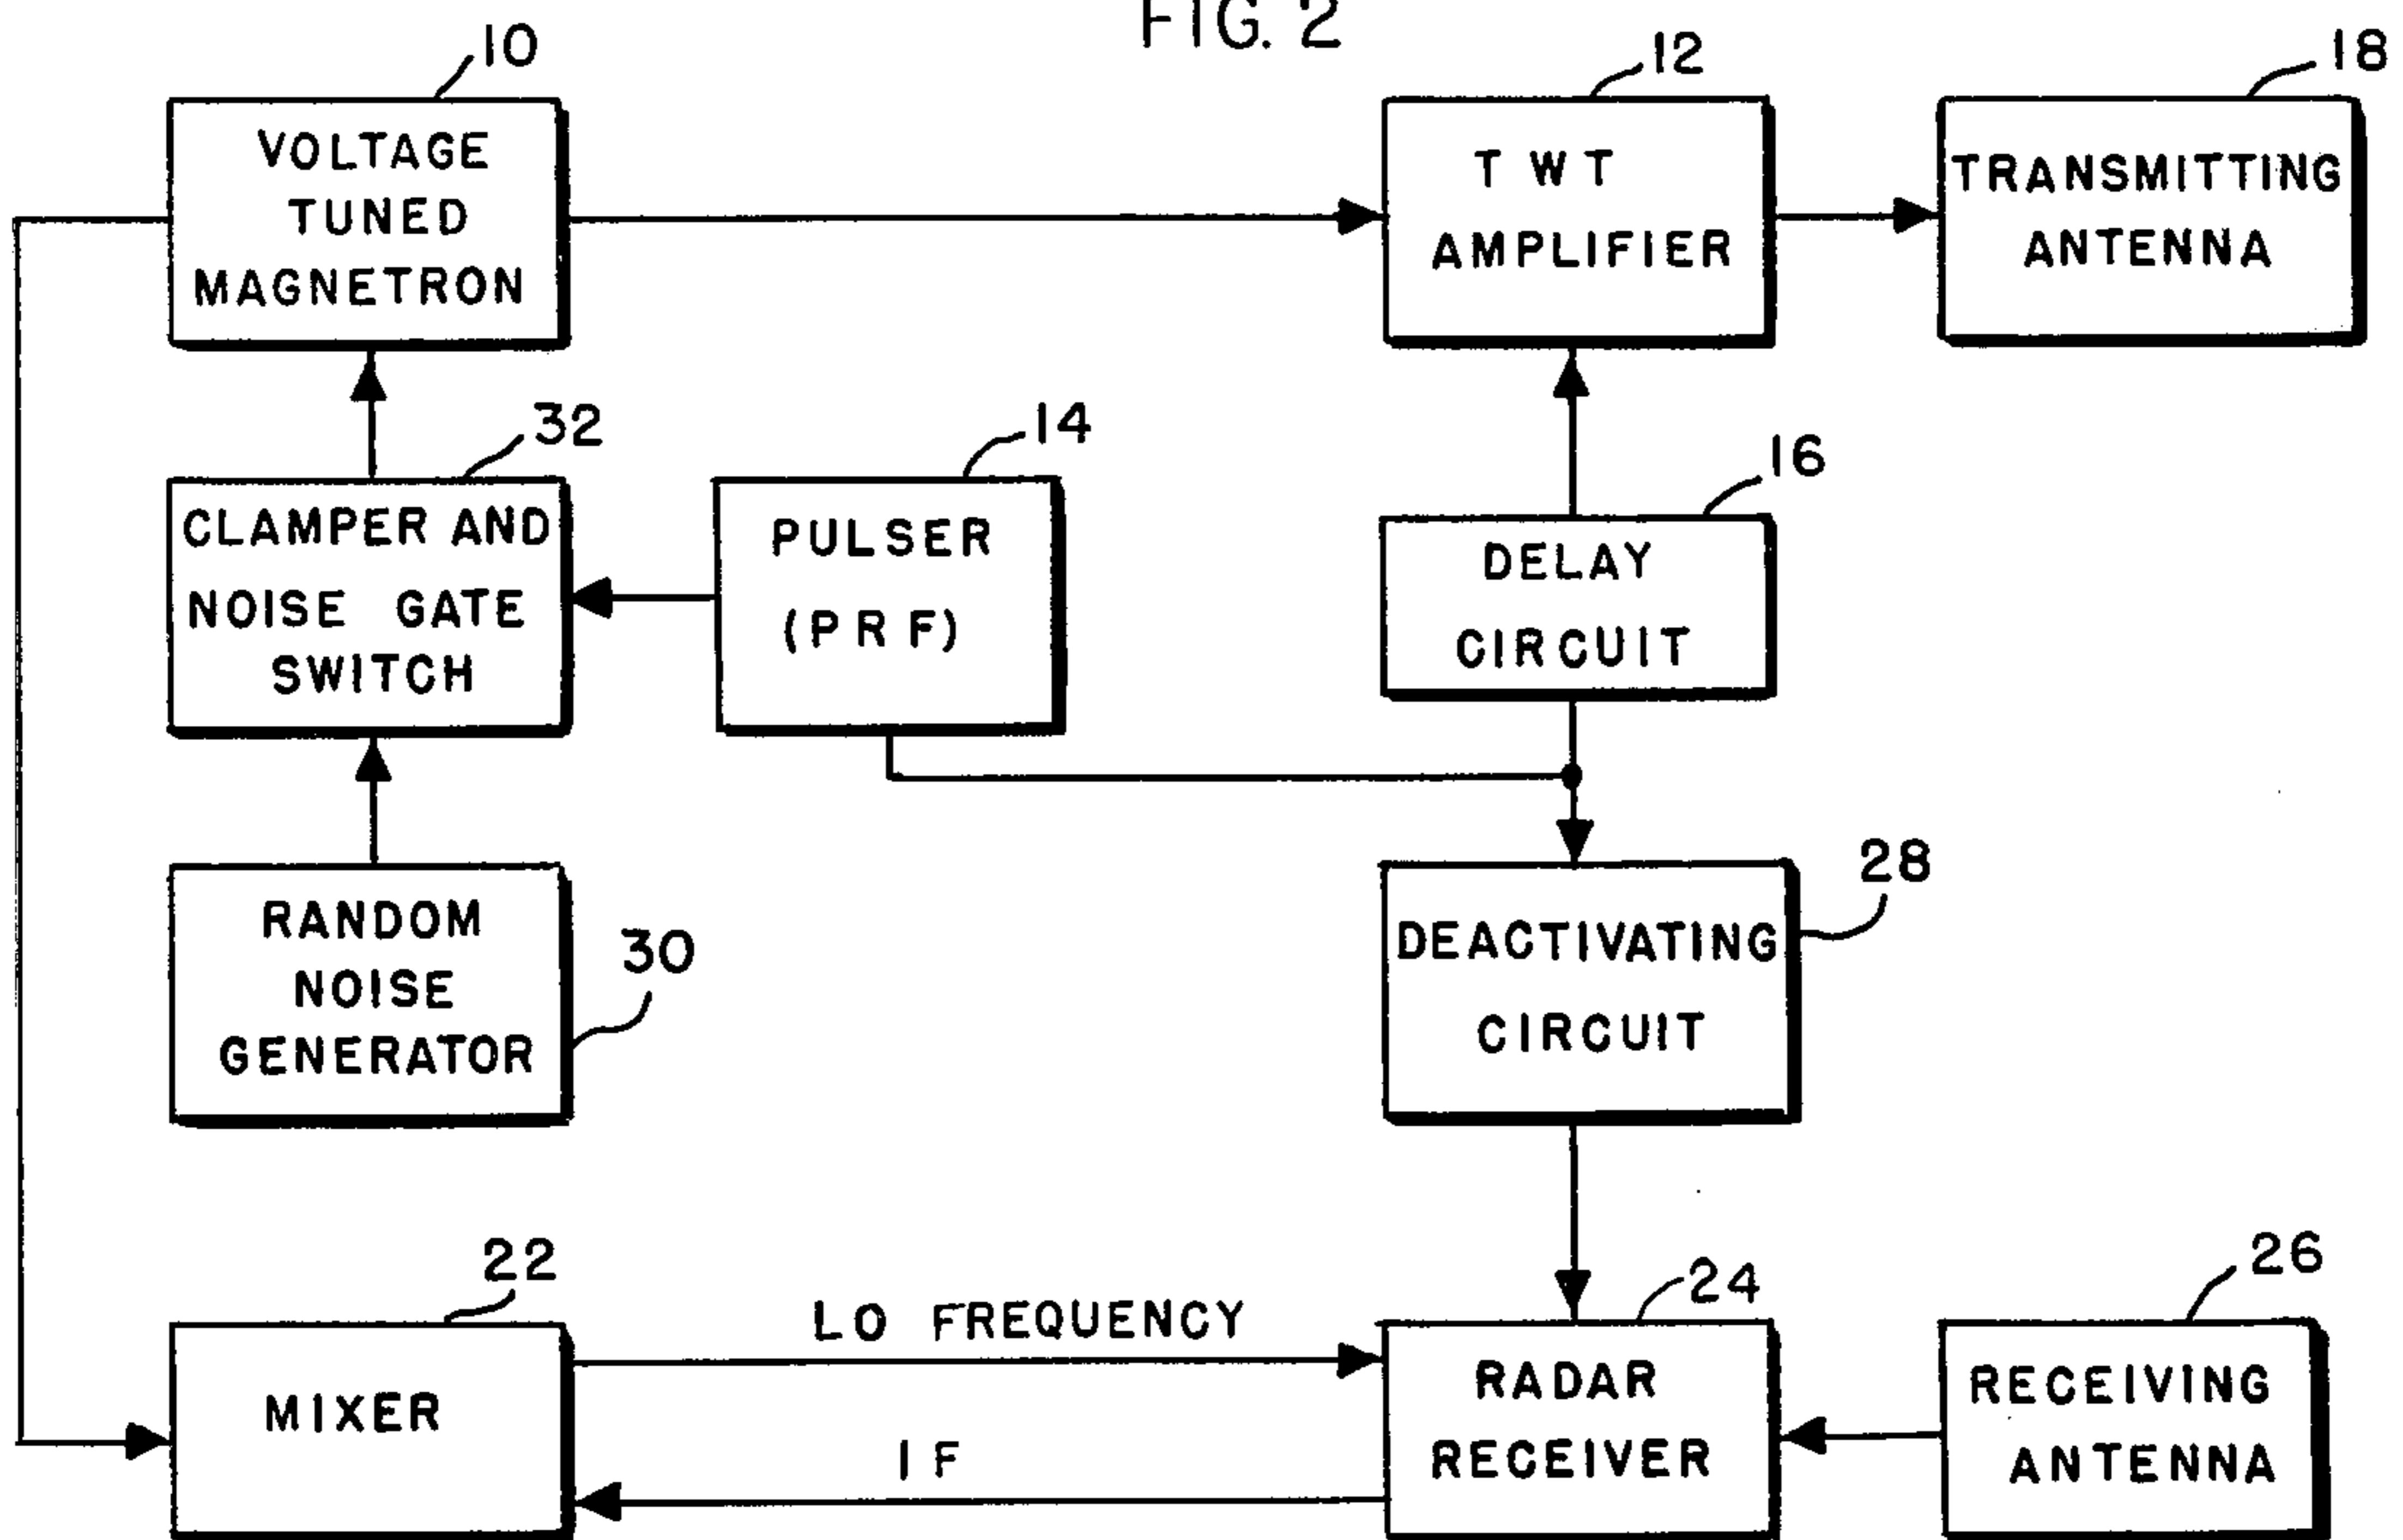 FIG. 2
10
12
18
VOLTAGE
TUNED
MAGNETRON
T W T
AMPLIFIER
TRANSMITTING
ANTENNA
32
14
16
CLAMPER AND
NOISE GATE
SWITCH
PULSER
(P R F)
DELAY
CIRCUIT
28
RANDOM
NOISE
GENERATOR
30
DEACTIVATING
CIRCUIT
22
LO FREQUENCY
24
26
MIXER
IF
RADAR
RECEIVER
RECEIVING
ANTENNA